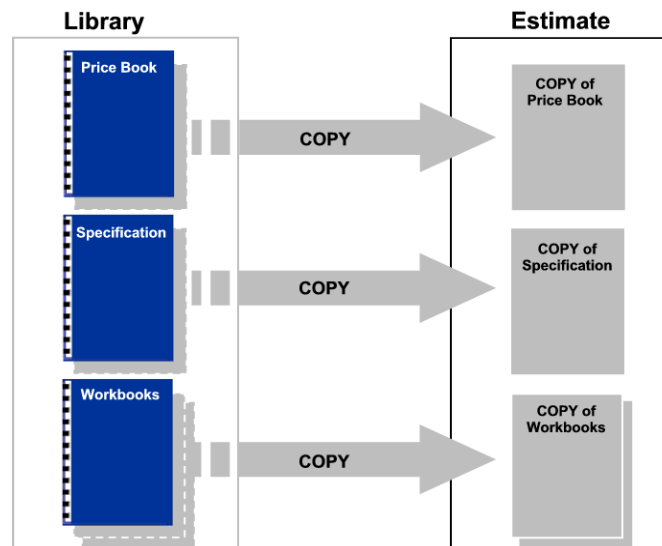 Library
Estimate
Price Book
COPY
COPY of
Price Book
Specification
COPY
COPY of
Specification
Workbooks
COPY
COPY of
Workbooks